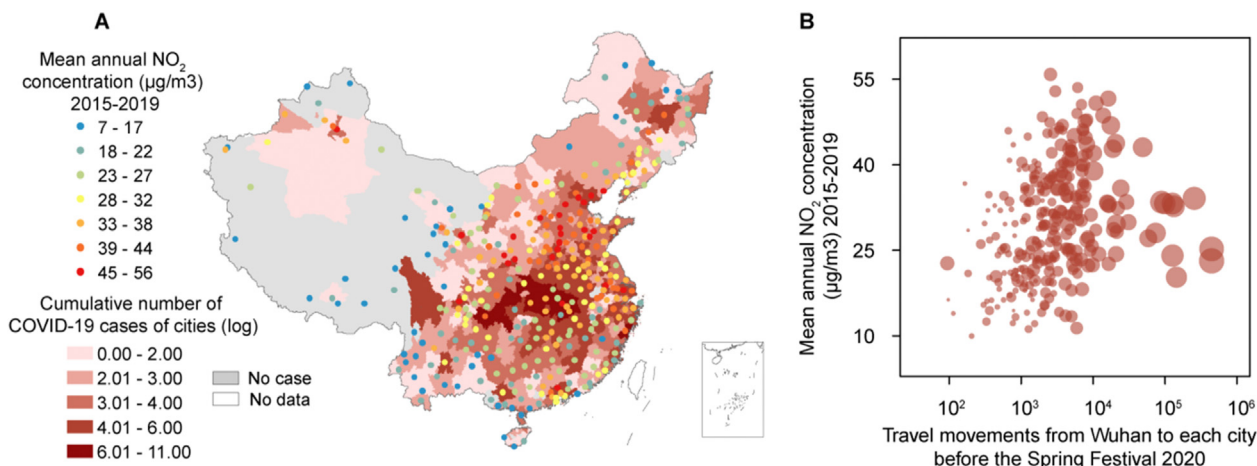 A
Mean annual NO₂
concentration (µg/m3)
2015-2019
7 - 17
18 - 22
23 - 27
28 - 32
33 - 38
39 - 44
45 - 56
Cumulative number of
COVID-19 cases of cities (log)
0.00 - 2.00
2.01 - 3.00
3.01 - 4.00
4.01 - 6.00
6.01 - 11.00
No case
No data
B
Mean annual NO₂ concentration
(µg/m3) 2015-2019
55
40
25
10
10² 10³ 10⁴ 10⁵ 10⁶
Travel movements from Wuhan to each city
before the Spring Festival 2020